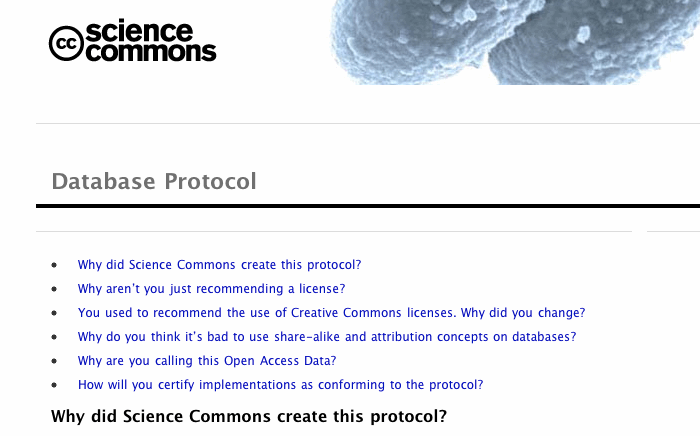 cc science
commons
Database Protocol
Why did Science Commons create this protocol?
Why aren't you just recommending a license?
You used to recommend the use of Creative Commons licenses. Why did you change?
Why do you think it's bad to use share-alike and attribution concepts on databases?
Why are you calling this Open Access Data?
How will you certify implementations as conforming to the protocol?
Why did Science Commons create this protocol?